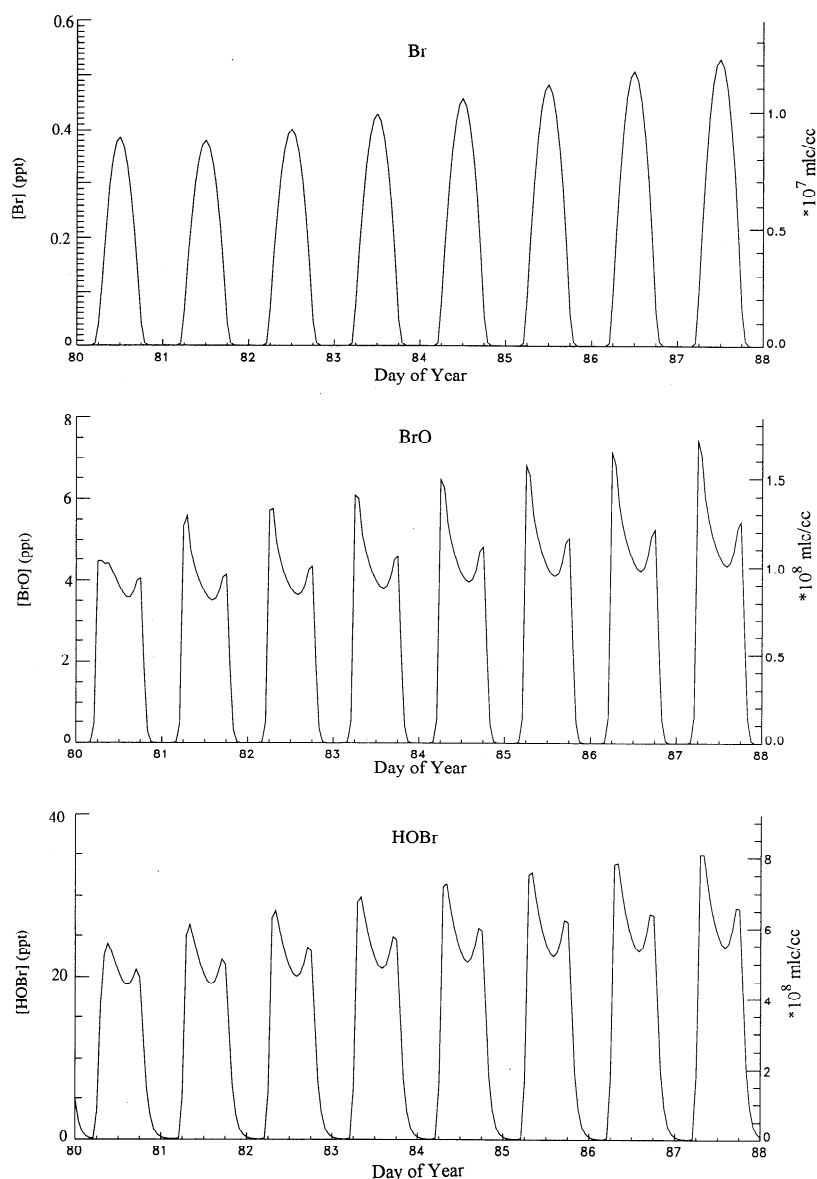 Br
[Br] (ppt)
0.6
0.4
0.2
0
*10^7 mlc/cc
1.0
0.5
0.0
80 81 82 83 84 85 86 87 88
Day of Year
BrO
[BrO] (ppt)
8
6
4
2
0
*10^8 mlc/cc
1.5
1.0
0.5
0.0
80 81 82 83 84 85 86 87 88
Day of Year
HOBr
[HOBr] (ppt)
40
20
0
*10^8 mlc/cc
8
6
4
2
0
80 81 82 83 84 85 86 87 88
Day of Year